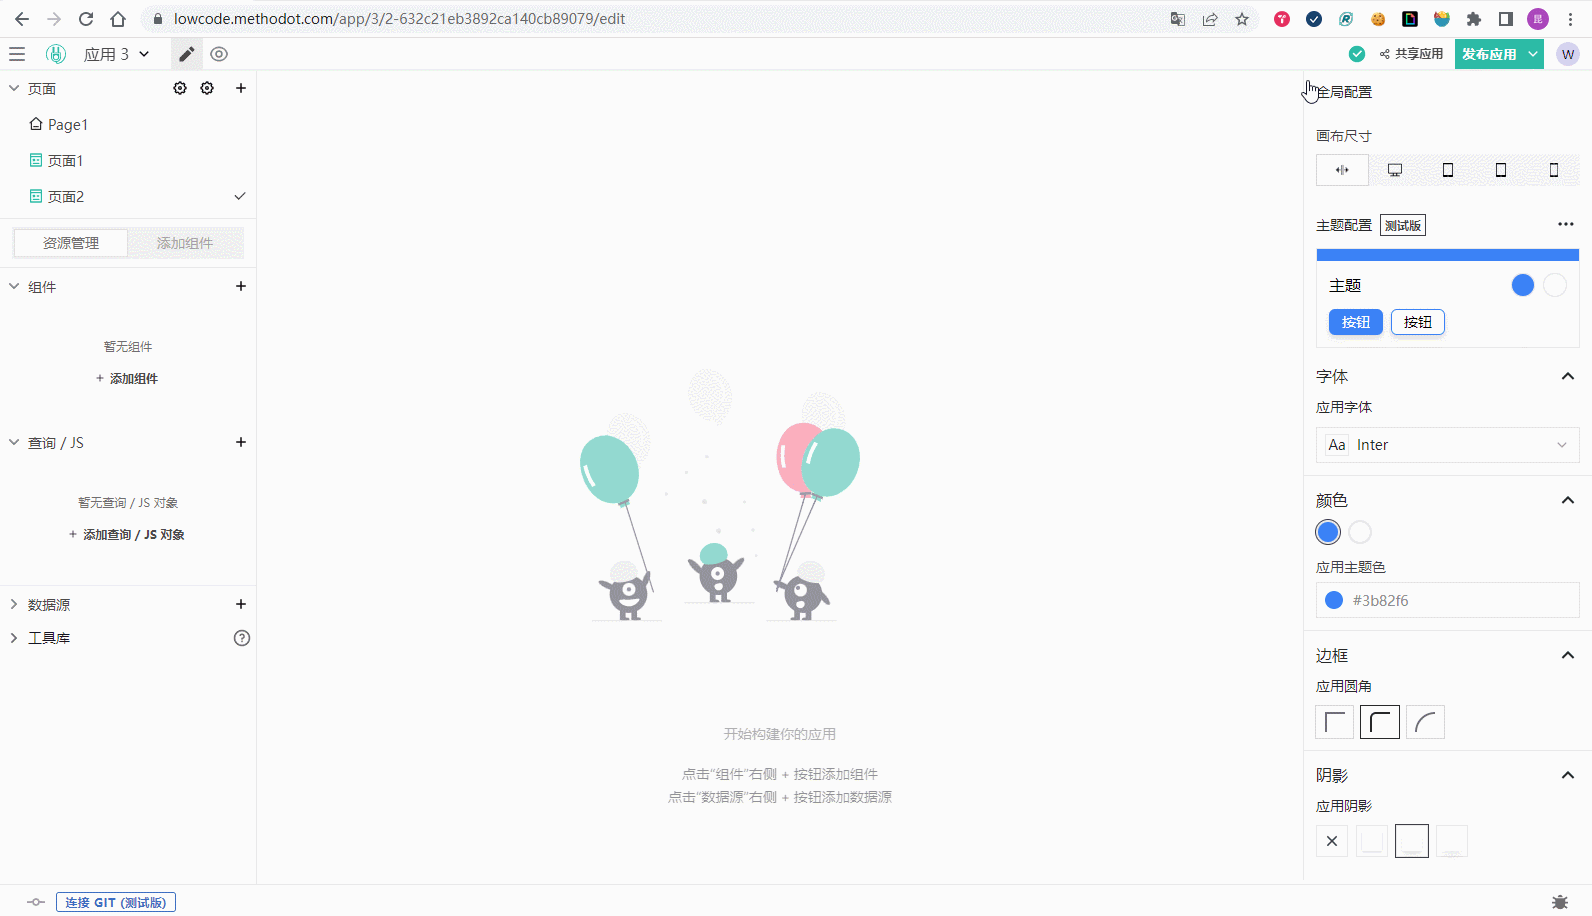 lowcode.methodot.com/app/3/2-632c21eb3892ca140cb89079/edit
昆
应用 3
共享应用
发布应用
W
页面
Page1
页面1
页面2
资源管理
添加组件
组件
暂无组件
+ 添加组件
查询 / JS
暂无查询 / JS 对象
+ 添加查询 / JS 对象
数据源
工具库
开始构建你的应用
点击“组件”右侧 + 按钮添加组件
点击“数据源”右侧 + 按钮添加数据源
全局配置
画布尺寸
主题配置 测试版
主题
按钮 按钮
字体
应用字体
Aa Inter
颜色
应用主题色
#3b82f6
边框
应用圆角
阴影
应用阴影
连接 GIT (测试版)